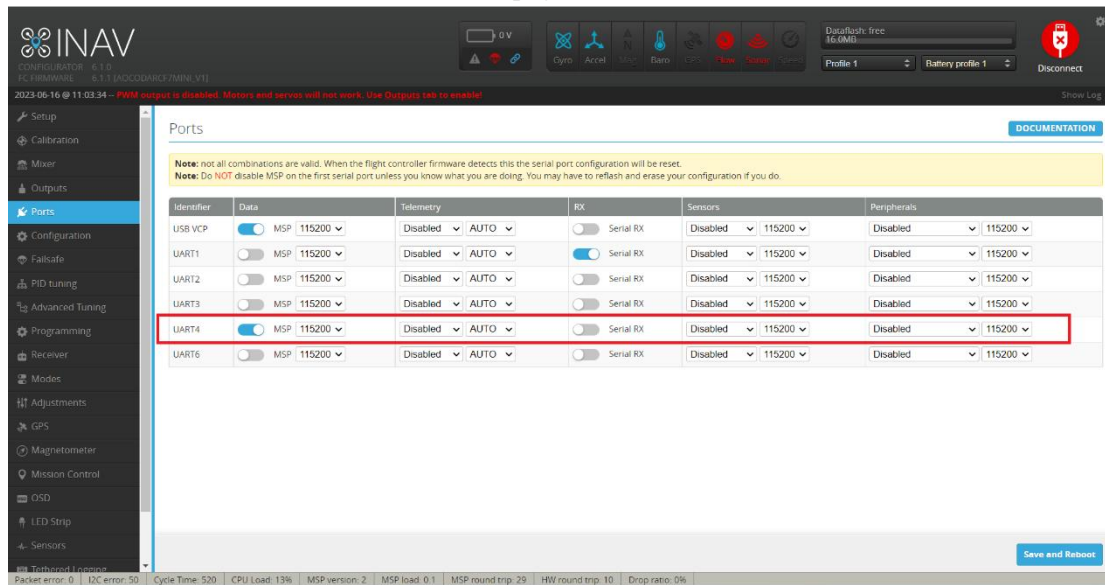 INAV
CONFIGURATOR 6.1.0
FC FIRMWARE 6.1.1 [AOCODARCF7MINI_V1]
0 V
Gyro Accel Mag Baro GPS Flow Sonar Speed
Dataflash: free
16.0MB
Profile 1 Battery profile 1
Disconnect
2023-06-16 @ 11:03:34 -- PWM output is disabled. Motors and servos will not work. Use Outputs tab to enable!
Show Log
Setup
Calibration
Mixer
Outputs
Ports
Configuration
Failsafe
PID tuning
Advanced Tuning
Programming
Receiver
Modes
Adjustments
GPS
Magnetometer
Mission Control
OSD
LED Strip
Sensors
Tethered Logging
Ports
DOCUMENTATION
Note: not all combinations are valid. When the flight controller firmware detects this the serial port configuration will be reset.
Note: Do NOT disable MSP on the first serial port unless you know what you are doing. You may have to reflash and erase your configuration if you do.
Identifier Data Telemetry RX Sensors Peripherals
USB VCP MSP 115200 Disabled AUTO Serial RX Disabled 115200 Disabled 115200
UART1 MSP 115200 Disabled AUTO Serial RX Disabled 115200 Disabled 115200
UART2 MSP 115200 Disabled AUTO Serial RX Disabled 115200 Disabled 115200
UART3 MSP 115200 Disabled AUTO Serial RX Disabled 115200 Disabled 115200
UART4 MSP 115200 Disabled AUTO Serial RX Disabled 115200 Disabled 115200
UART6 MSP 115200 Disabled AUTO Serial RX Disabled 115200 Disabled 115200
Save and Reboot
Packet error: 0 I2C error: 50 Cycle Time: 520 CPU Load: 13% MSP version: 2 MSP load: 0.1 MSP round trip: 29 HW round trip: 10 Drop ratio: 0%